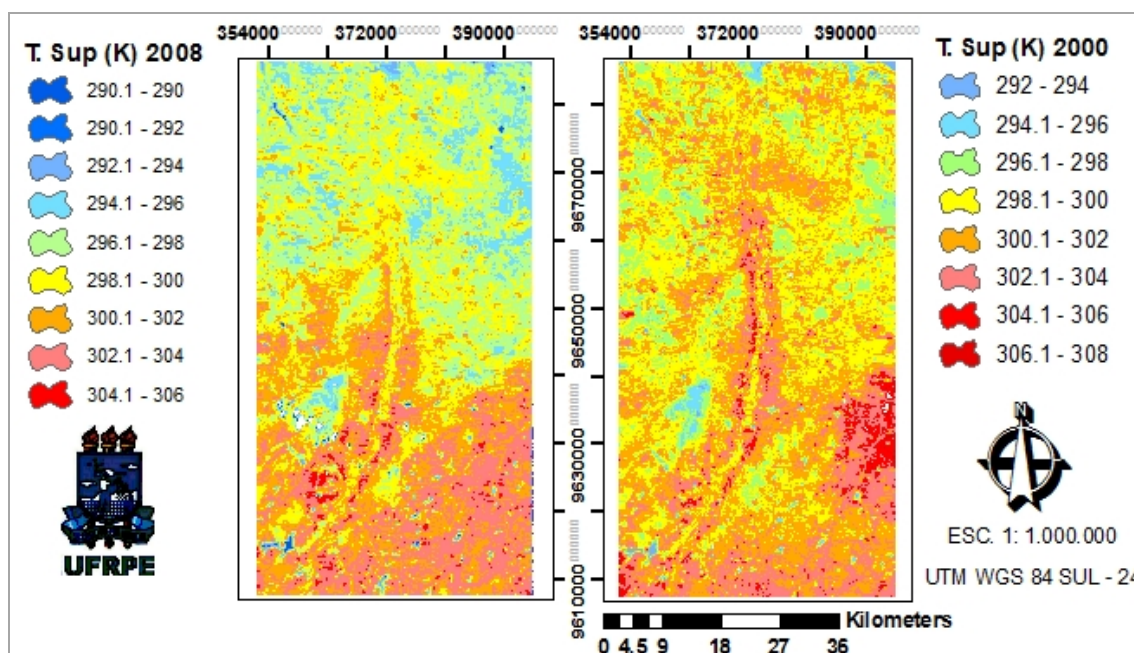 T. Sup (K) 2008
290.1 - 290
290.1 - 292
292.1 - 294
294.1 - 296
296.1 - 298
298.1 - 300
300.1 - 302
302.1 - 304
304.1 - 306
UFRPE
354000 372000 390000
354000 372000 390000
9670000
9650000
9630000
9610000
T. Sup (K) 2000
292 - 294
294.1 - 296
296.1 - 298
298.1 - 300
300.1 - 302
302.1 - 304
304.1 - 306
306.1 - 308
N
ESC. 1: 1.000.000
UTM WGS 84 SUL - 24
Kilometers
0 4,5 9 18 27 36